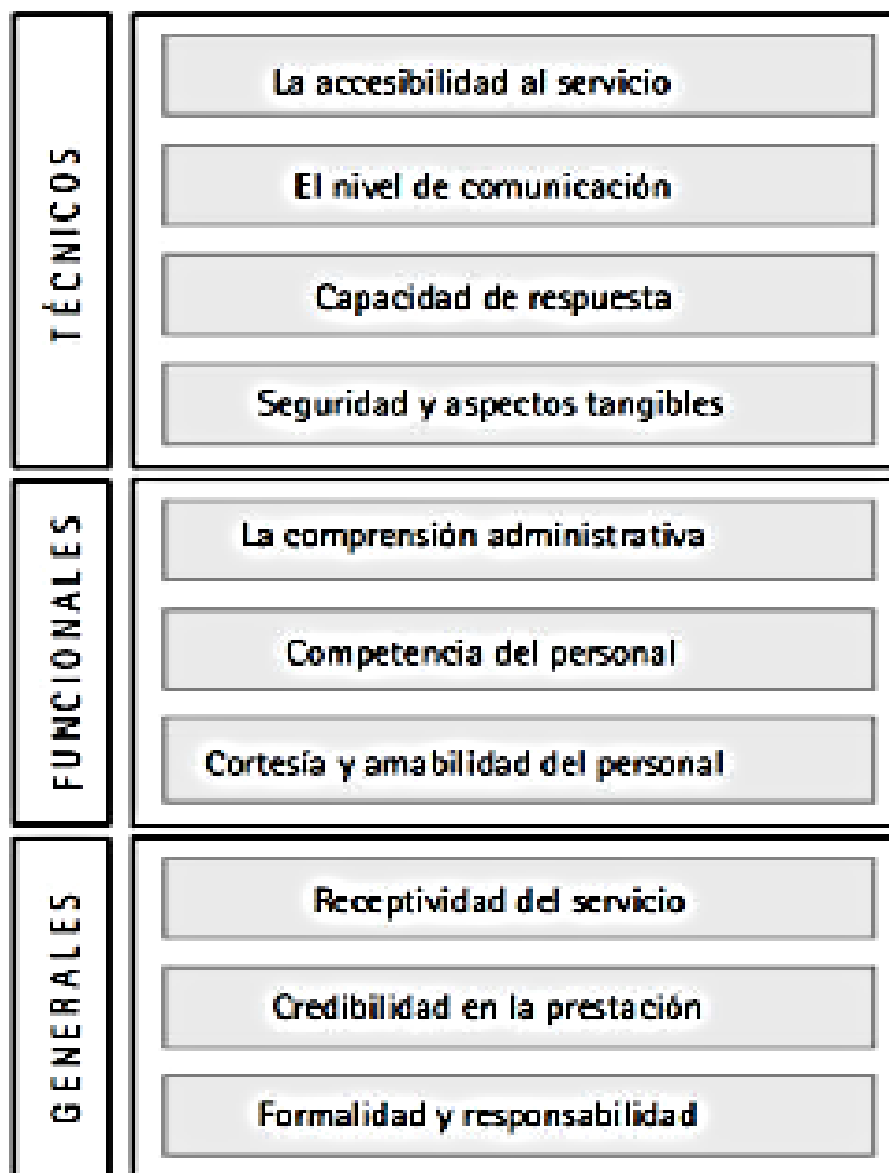 TÉCNICOS
La accesibilidad al servicio
El nivel de comunicación
Capacidad de respuesta
Seguridad y aspectos tangibles
FUNCIONALES
La comprensión administrativa
Competencia del personal
Cortesía y amabilidad del personal
GENERALES
Receptividad del servicio
Credibilidad en la prestación
Formalidad y responsabilidad